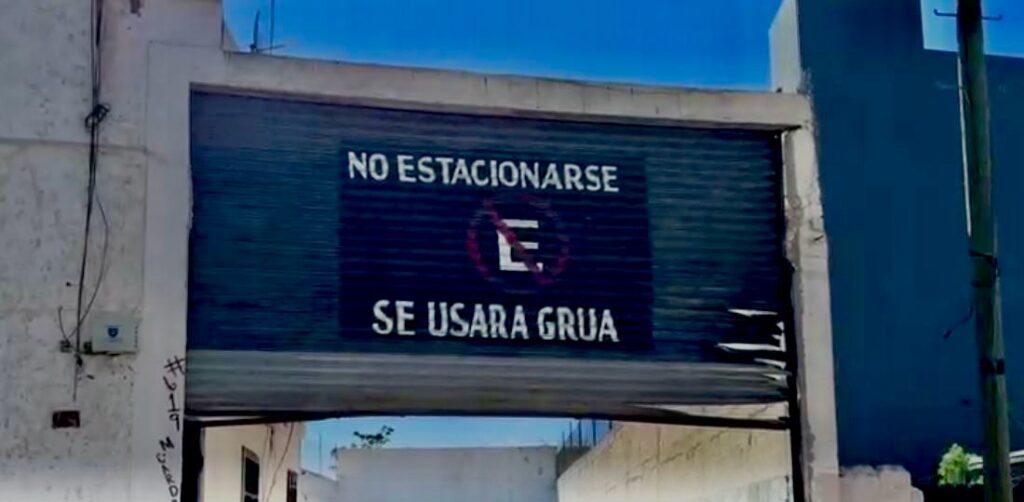 NO ESTACIONARSE
E
SE USARA GRUA